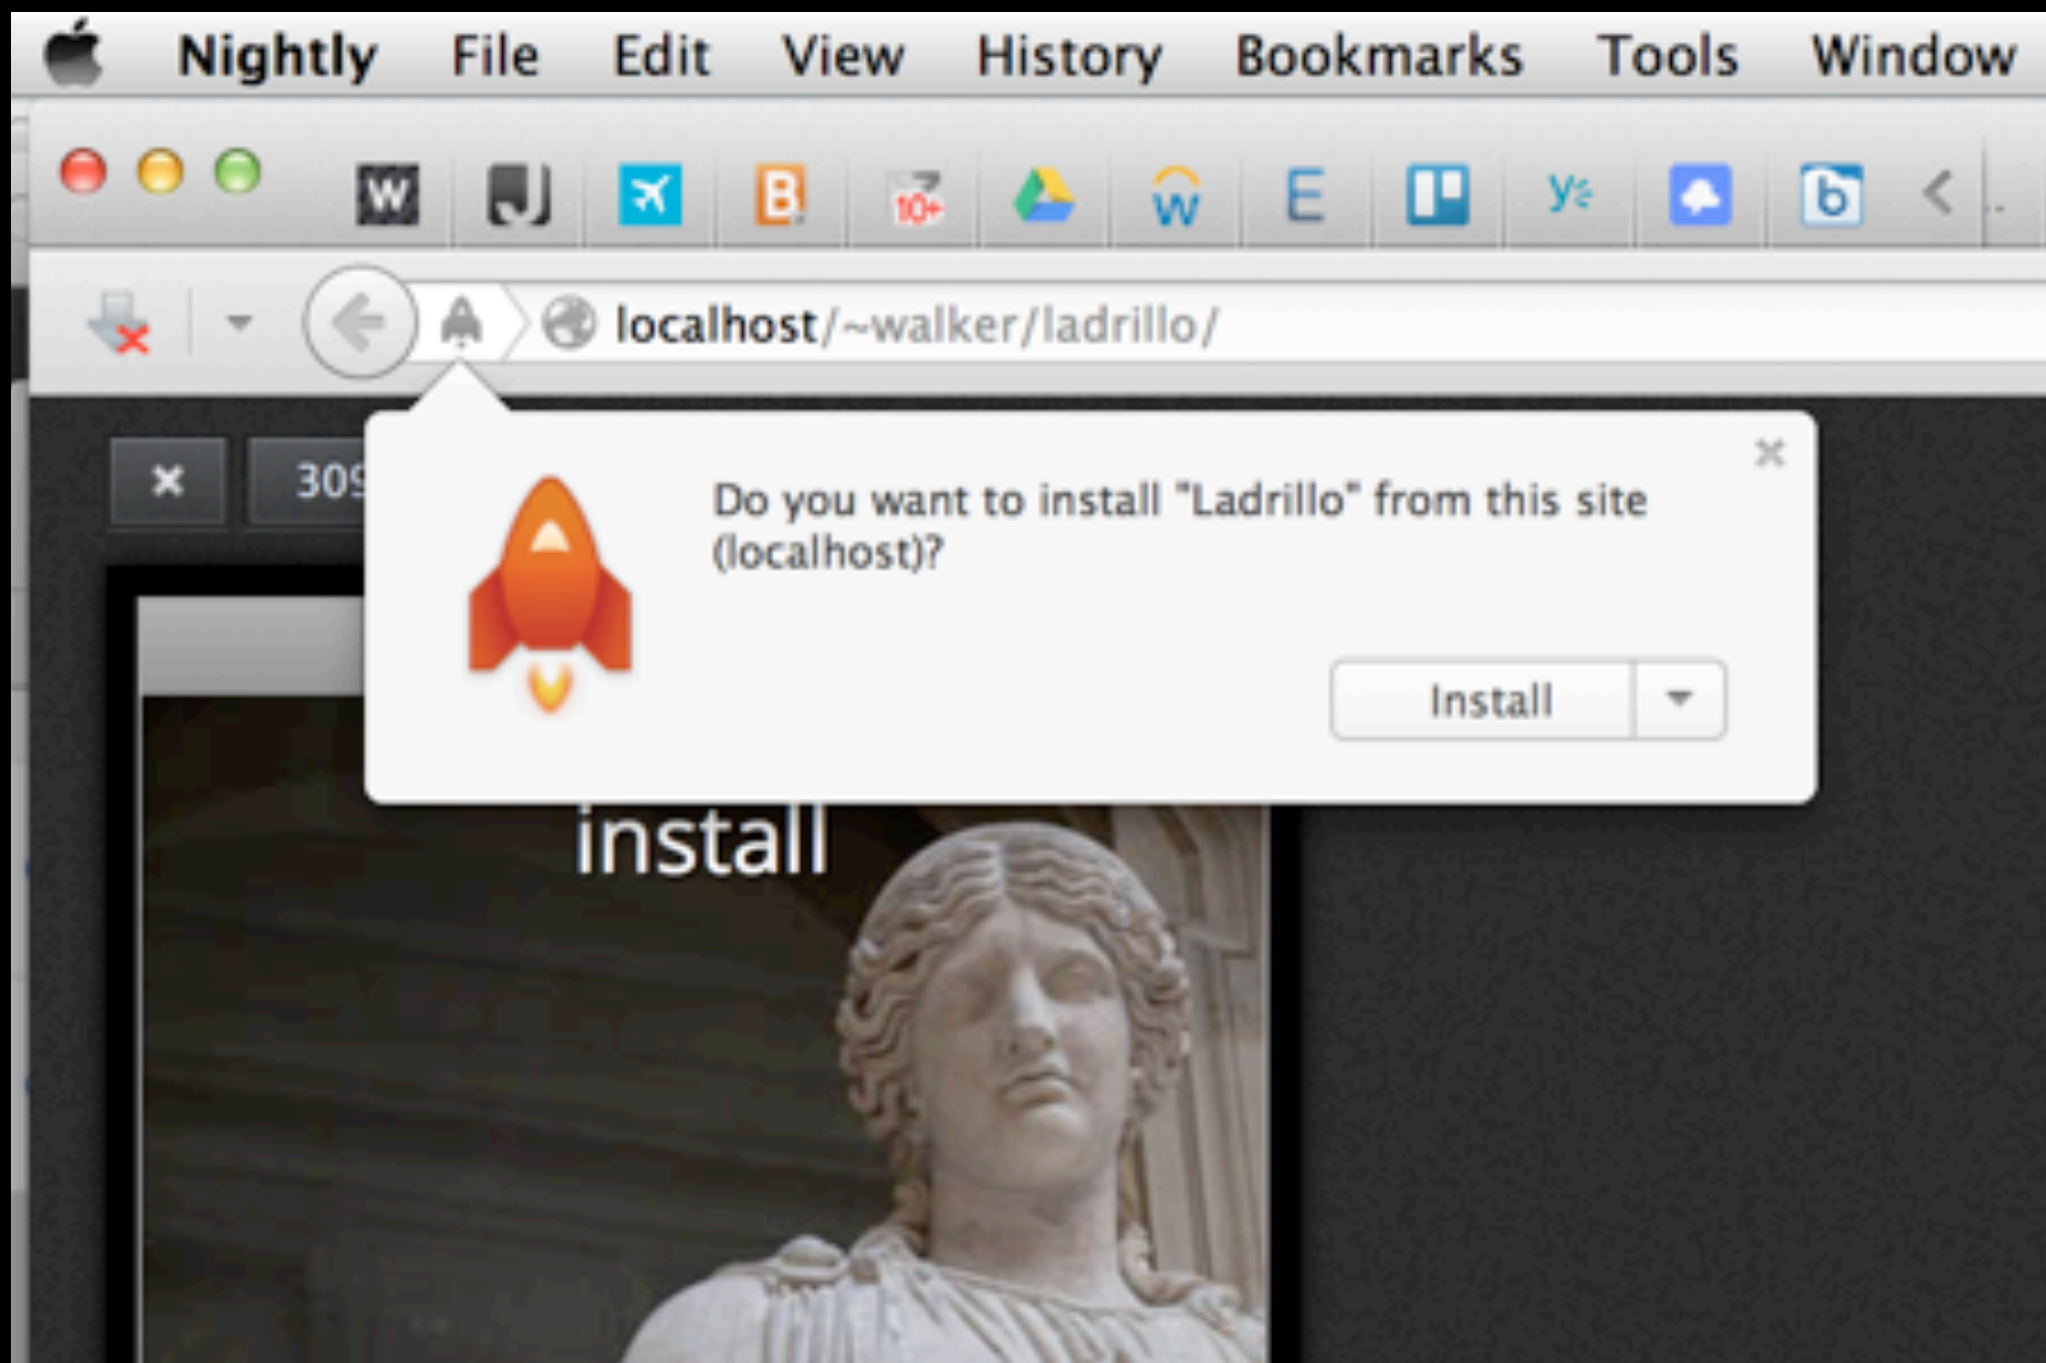 Nightly File Edit View History Bookmarks Tools Window
W B 10+ w E y b
localhost/~walker/ladrillo/
Do you want to install "Ladrillo" from this site
(localhost)?
Install
install